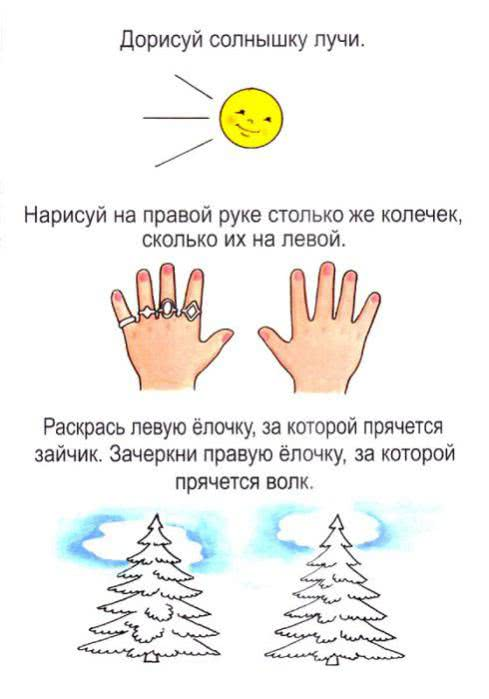 Дорисуй солнышку лучи.
Нарисуй на правой руке столько же колечек,
сколько их на левой.
Раскрась левую ёлочку, за которой прячется
зайчик. Зачеркни правую ёлочку, за которой
прячется волк.